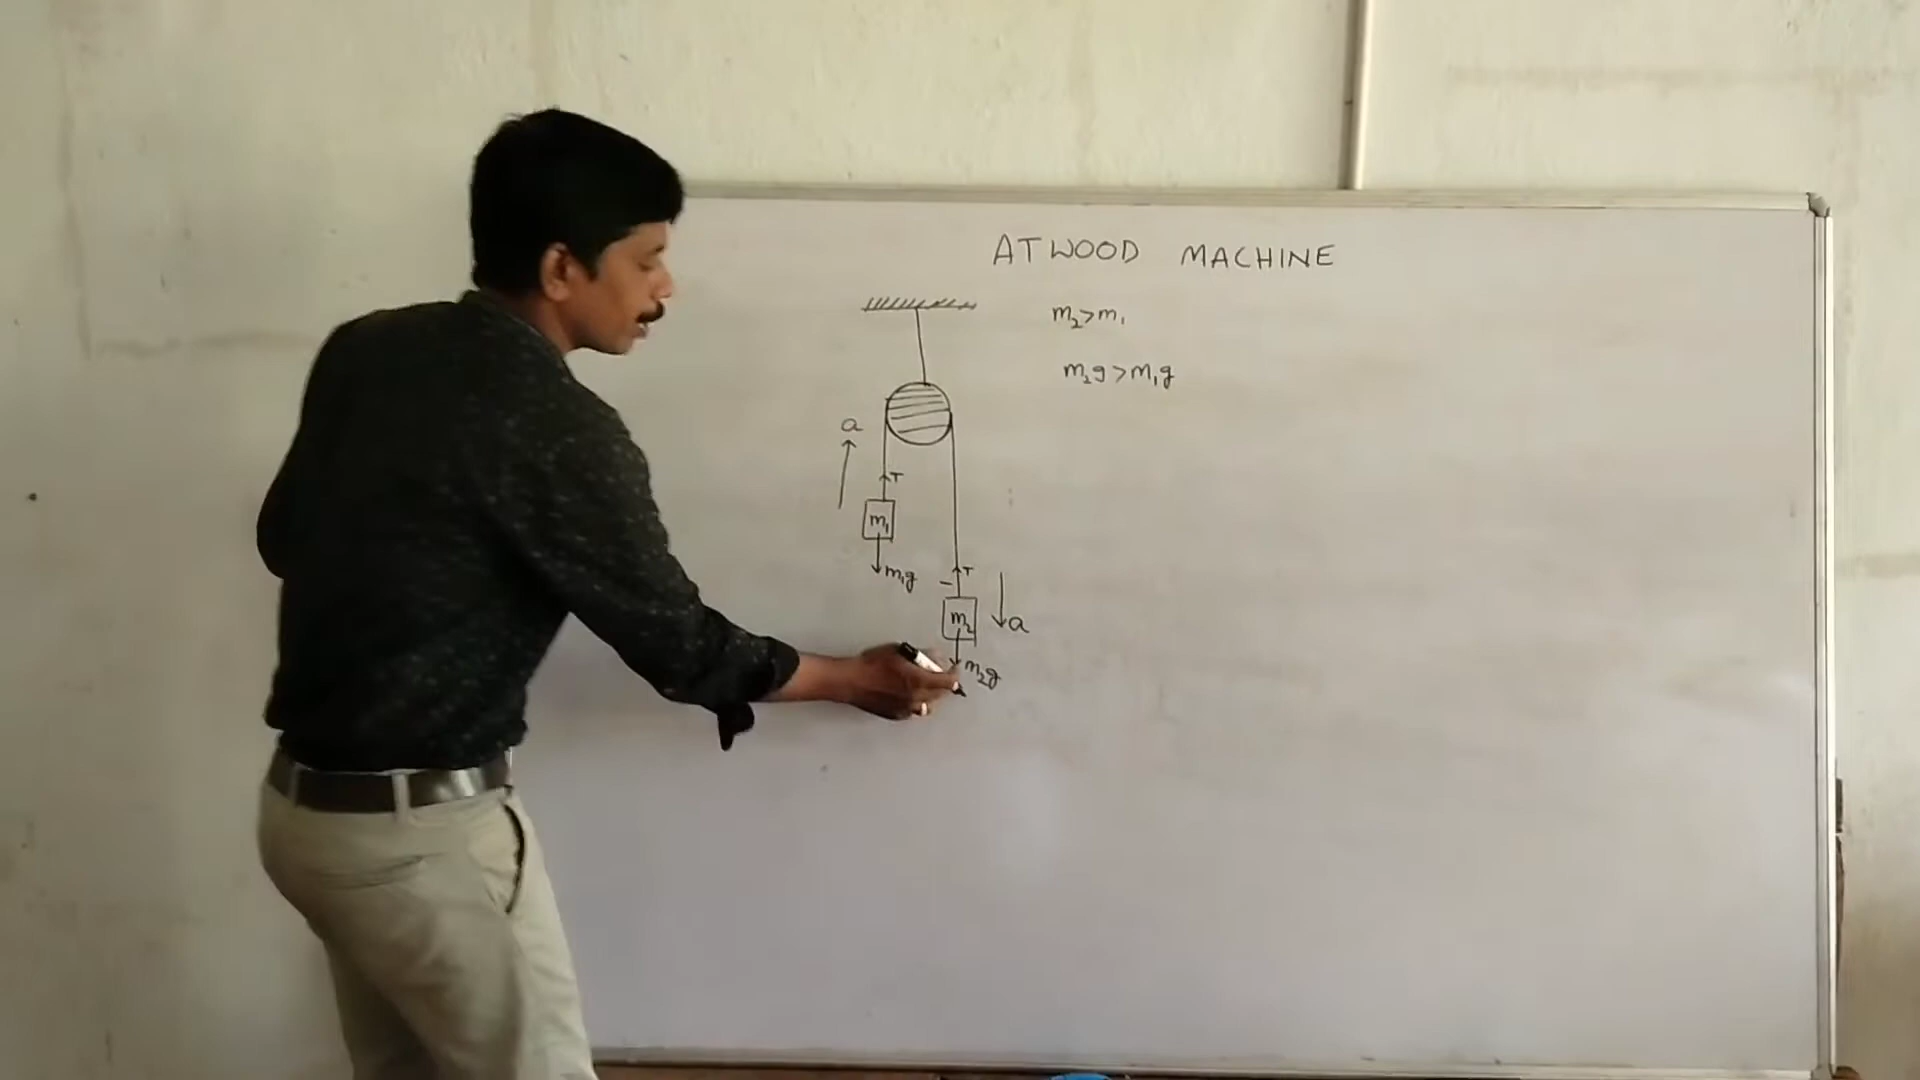 ATWOOD MACHINE
m₂>m₁
m₂g>m₁g
a
T
m₁
m₁g
T
m₂
a
m₂g